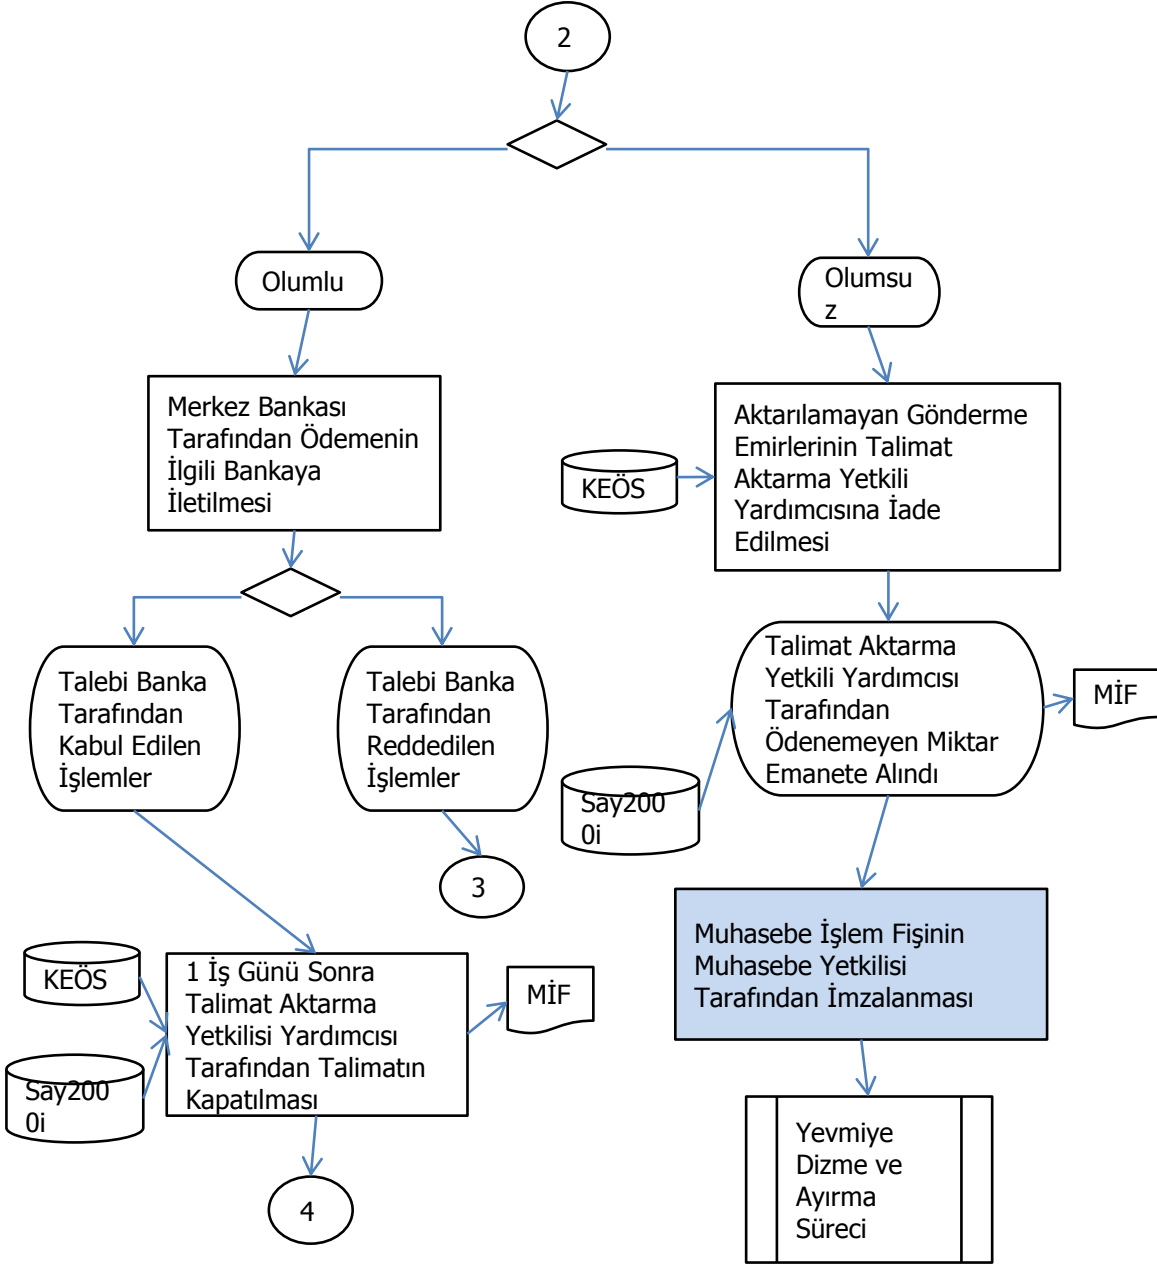 2
Olumlu
Olumsu
z
Merkez Bankası
Tarafından Ödemenin
İlgili Bankaya
İletilmesi
KEÖS
Aktarılamayan Gönderme
Emirlerinin Talimat
Aktarma Yetkili
Yardımcısına İade
Edilmesi
Talebi Banka
Tarafından
Kabul Edilen
İşlemler
Talebi Banka
Tarafından
Reddedilen
İşlemler
Talimat Aktarma
Yetkili Yardımcısı
Tarafından
Ödenemeyen Miktar
Emanete Alındı
MİF
Say200
0i
3
Muhasebe İşlem Fişinin
Muhasebe Yetkilisi
Tarafından İmzalanması
KEÖS
Say200
0i
1 İş Günü Sonra
Talimat Aktarma
Yetkilisi Yardımcısı
Tarafından Talimatın
Kapatılması
MİF
4
Yevmiye
Dizme ve
Ayırma
Süreci